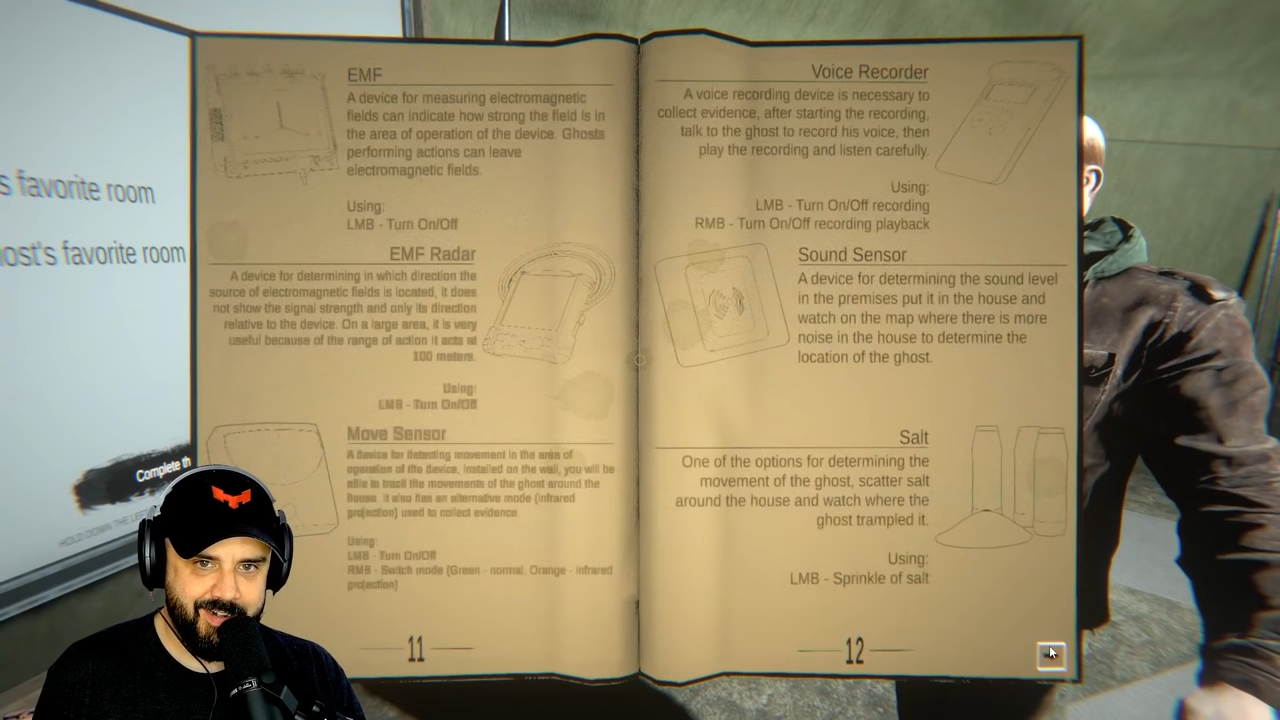 s favorite room
ost's favorite room
Complete th
HOLD DOWN THE LEF
EMF
A device for measuring electromagnetic
fields can indicate how strong the field is in
the area of operation of the device. Ghosts
performing actions can leave
electromagnetic fields.
Using:
LMB - Turn On/Off
EMF Radar
A device for determining in which direction the
source of electromagnetic fields is located, it does
not show the signal strength and only its direction
relative to the device. On a large area, it is very
useful because of the range of action it acts at
100 meters.
Using:
LMB - Turn On/Off
Move Sensor
A device for detecting movement in the area of
operation of the device, installed on the wall, you will be
able to track the movements of the ghost around the
house. It also has an alternative mode (infrared
projection) used to collect evidence.
Using:
LMB - Turn On/Off
RMB - Switch mode (Green - normal, Orange - infrared
projection)
11
Voice Recorder
A voice recording device is necessary to
collect evidence, after starting the recording,
talk to the ghost to record his voice, then
play the recording and listen carefully.
Using:
LMB - Turn On/Off recording
RMB - Turn On/Off recording playback
Sound Sensor
A device for determining the sound level
in the premises put it in the house and
watch on the map where there is more
noise in the house to determine the
location of the ghost.
Salt
One of the options for determining the
movement of the ghost, scatter salt
around the house and watch where the
ghost trampled it.
Using:
LMB - Sprinkle of salt
12